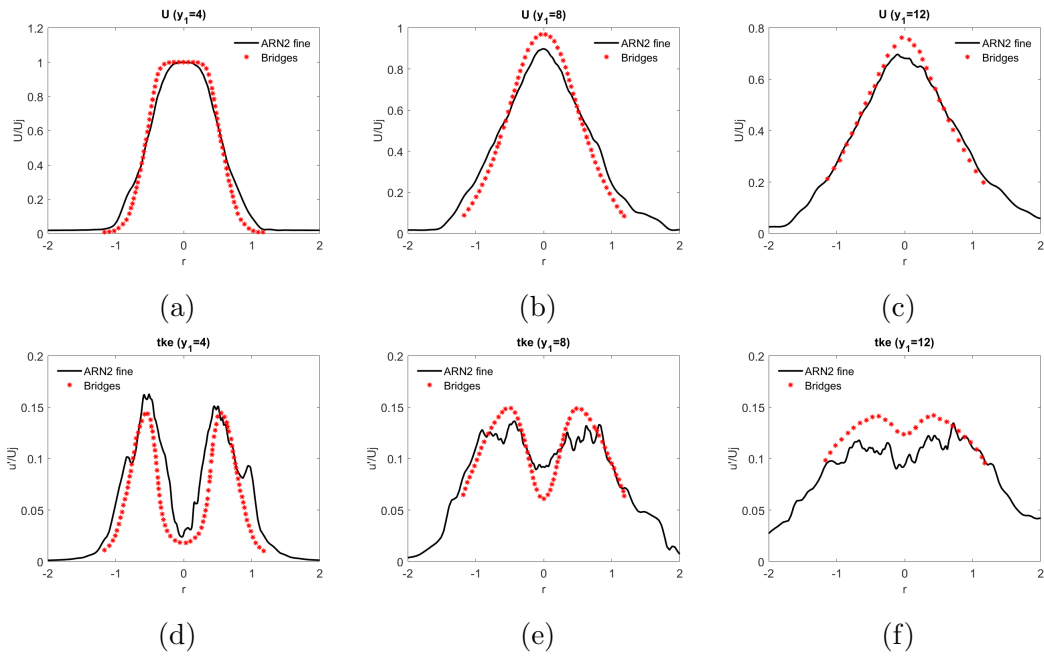 U (y1=4)
1.2
1
0.8
0.6
0.4
0.2
0
U/Uj
ARN2 fine
Bridges
-2 -1 0 1 2
r
(a)
U (y1=8)
1
0.8
0.6
0.4
0.2
0
U/Uj
ARN2 fine
Bridges
-2 -1 0 1 2
r
(b)
U (y1=12)
0.8
0.6
0.4
0.2
0
U/Uj
ARN2 fine
Bridges
-2 -1 0 1 2
r
(c)
tke (y1=4)
0.2
0.15
0.1
0.05
0
u'/Uj
ARN2 fine
Bridges
-2 -1 0 1 2
r
(d)
tke (y1=8)
0.2
0.15
0.1
0.05
0
u'/Uj
ARN2 fine
Bridges
-2 -1 0 1 2
r
(e)
tke (y1=12)
0.2
0.15
0.1
0.05
0
u'/Uj
ARN2 fine
Bridges
-2 -1 0 1 2
r
(f)